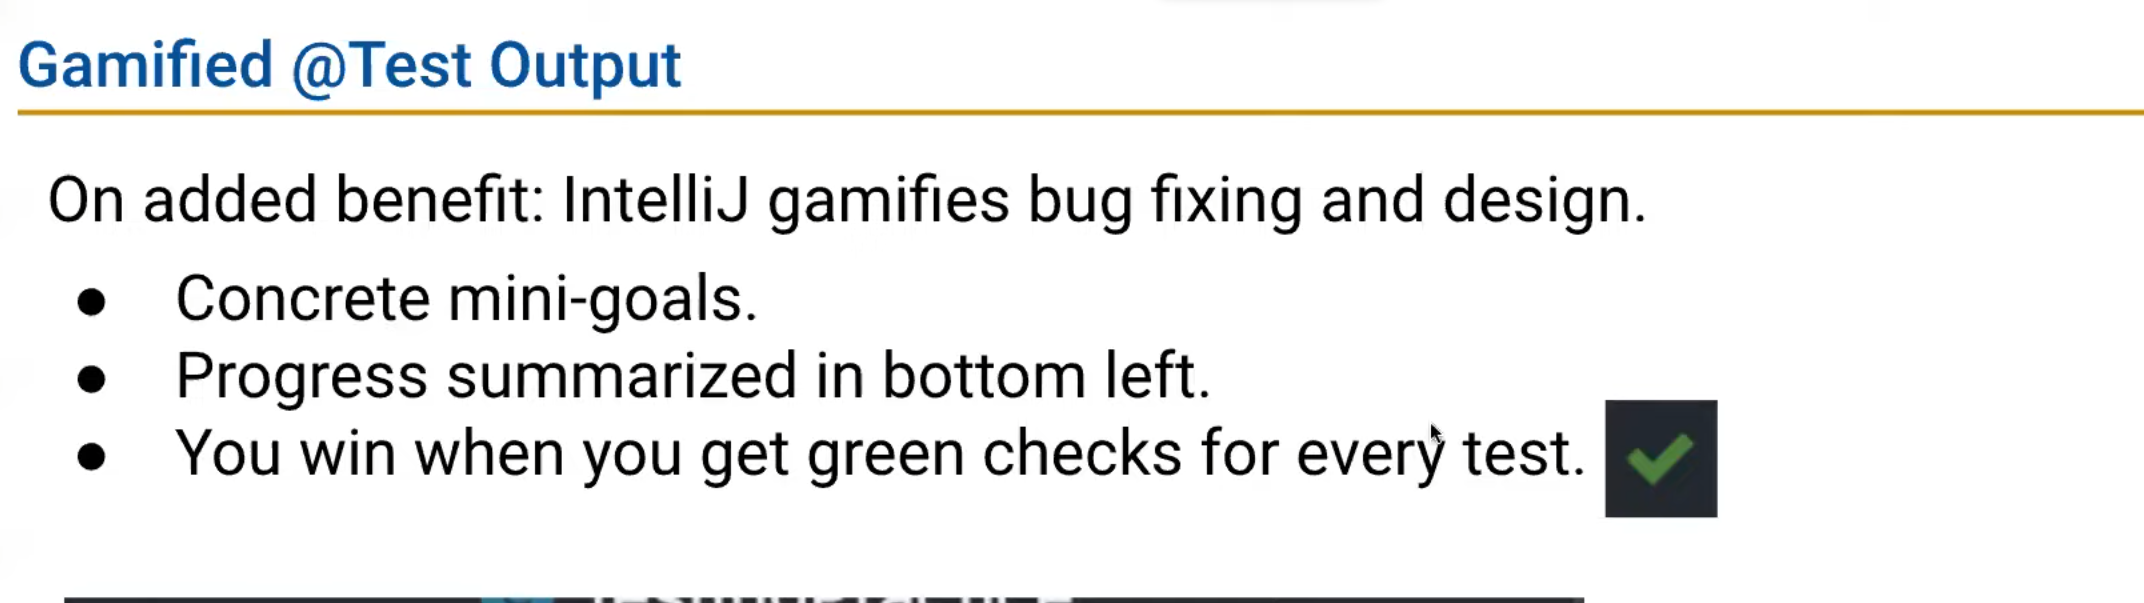 Gamified @Test Output
On added benefit: IntelliJ gamifies bug fixing and design.
● Concrete mini-goals.
● Progress summarized in bottom left.
● You win when you get green checks for every test.